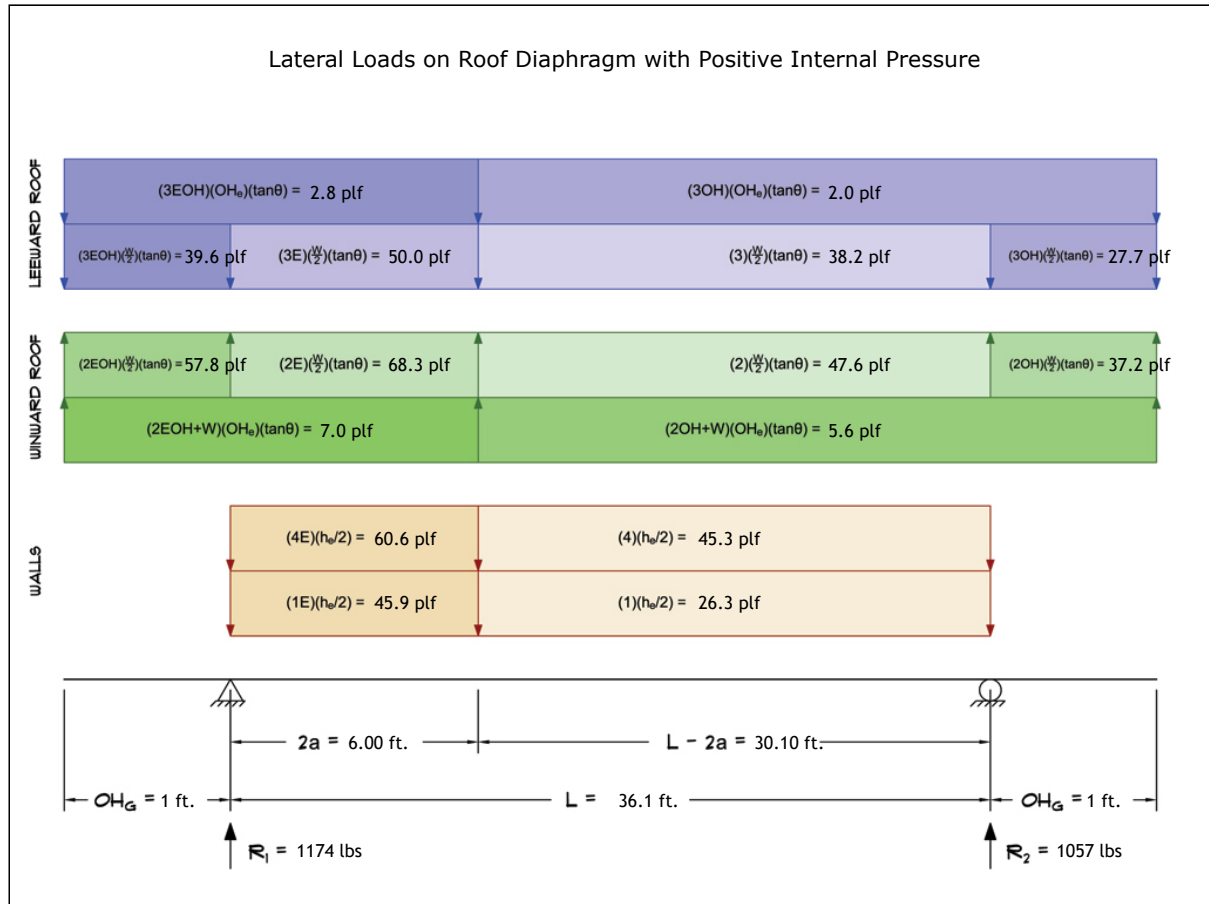 Lateral Loads on Roof Diaphragm with Positive Internal Pressure
LEEWARD ROOF
(3EOH)(OHₑ)(tanθ) = 2.8 plf
(3OH)(OHₑ)(tanθ) = 2.0 plf
(3EOH)(W/2)(tanθ) = 39.6 plf
(3E)(W/2)(tanθ) = 50.0 plf
(3)(W/2)(tanθ) = 38.2 plf
(3OH)(W/2)(tanθ) = 27.7 plf
WINWARD ROOF
(2EOH)(W/2)(tanθ) = 57.8 plf
(2E)(W/2)(tanθ) = 68.3 plf
(2)(W/2)(tanθ) = 47.6 plf
(2OH)(W/2)(tanθ) = 37.2 plf
(2EOH+W)(OHₑ)(tanθ) = 7.0 plf
(2OH+W)(OHₑ)(tanθ) = 5.6 plf
WALLS
(4E)(hₑ/2) = 60.6 plf
(4)(hₑ/2) = 45.3 plf
(1E)(hₑ/2) = 45.9 plf
(1)(hₑ/2) = 26.3 plf
2a = 6.00 ft.
L - 2a = 30.10 ft.
OH_G = 1 ft.
L = 36.1 ft.
OH_G = 1 ft.
R₁ = 1174 lbs
R₂ = 1057 lbs